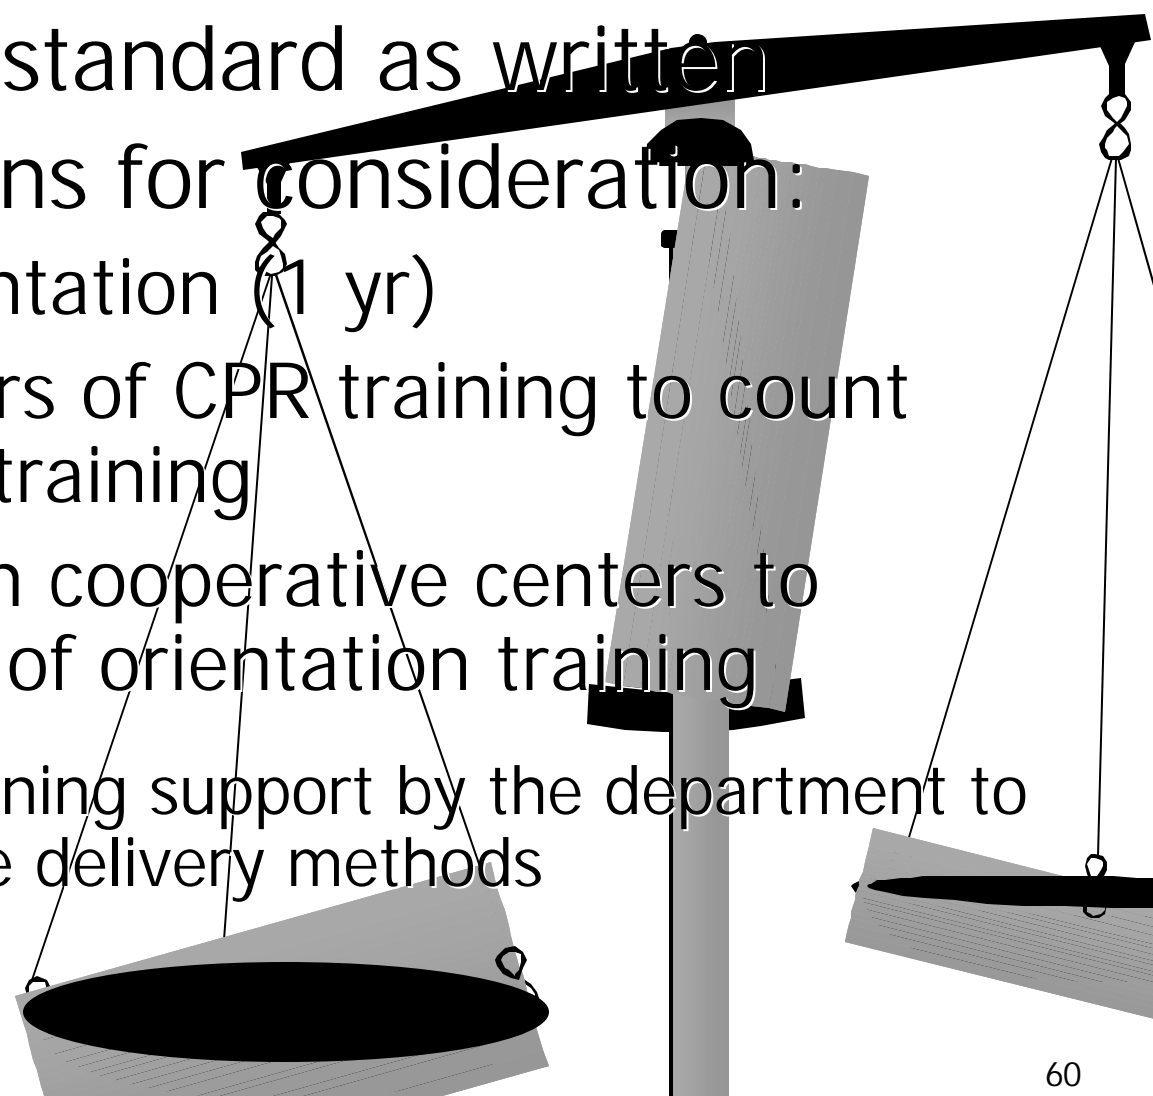 standard as written
ns for consideration:
ntation (1 yr)
rs of CPR training to count
training
n cooperative centers to
of orientation training
ning support by the department to
e delivery methods
60